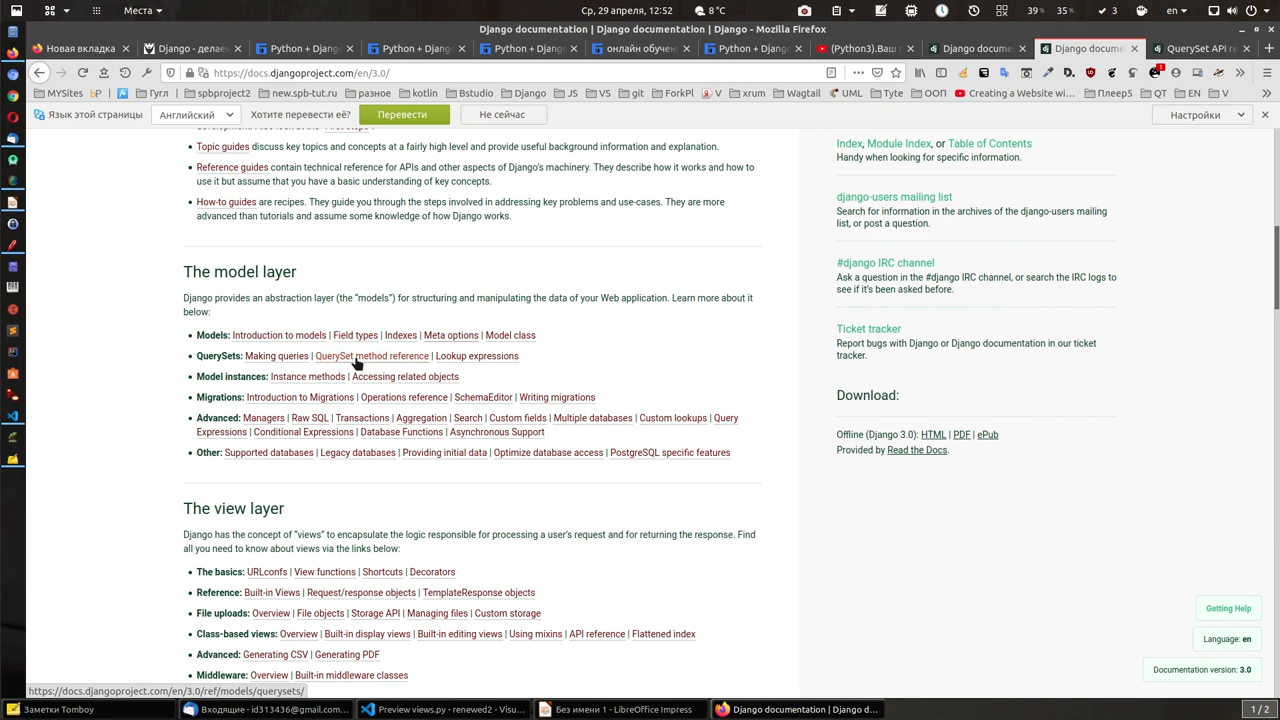 Места
Ср, 29 апреля, 12:52
8°C
39 %
35 %
3
en
Django documentation | Django documentation | Django - Mozilla Firefox
Новая вкладка
Django - делаем
Python + Django
Python + Django
Python + Django
онлайн обучен
(Python3).Ваш г
Django documen
Django docume
QuerySet API re
https://docs.djangoproject.com/en/3.0/
1
MYSites
bP
Гугл
spbproject2
new.spb-tut.ru
разное
kotlin
Bstudio
Django
JS
VS
git
ForkPl
V
xrum
Wagtail
UML
Tyte
ООП
Creating a Website wi...
Плеер5
QT
EN
V
Язык этой страницы
Английский
Хотите перевести её?
Перевести
Не сейчас
Настройки
Topic guides discuss key topics and concepts at a fairly high level and provide useful background information and explanation.
Reference guides contain technical reference for APIs and other aspects of Django's machinery. They describe how it works and how to
use it but assume that you have a basic understanding of key concepts.
How-to guides are recipes. They guide you through the steps involved in addressing key problems and use-cases. They are more
advanced than tutorials and assume some knowledge of how Django works.
The model layer
Django provides an abstraction layer (the “models”) for structuring and manipulating the data of your Web application. Learn more about it
below:
Models: Introduction to models | Field types | Indexes | Meta options | Model class
QuerySets: Making queries | QuerySet method reference | Lookup expressions
Model instances: Instance methods | Accessing related objects
Migrations: Introduction to Migrations | Operations reference | SchemaEditor | Writing migrations
Advanced: Managers | Raw SQL | Transactions | Aggregation | Search | Custom fields | Multiple databases | Custom lookups | Query
Expressions | Conditional Expressions | Database Functions | Asynchronous Support
Other: Supported databases | Legacy databases | Providing initial data | Optimize database access | PostgreSQL specific features
The view layer
Django has the concept of “views” to encapsulate the logic responsible for processing a user's request and for returning the response. Find
all you need to know about views via the links below:
The basics: URLconfs | View functions | Shortcuts | Decorators
Reference: Built-in Views | Request/response objects | TemplateResponse objects
File uploads: Overview | File objects | Storage API | Managing files | Custom storage
Class-based views: Overview | Built-in display views | Built-in editing views | Using mixins | API reference | Flattened index
Advanced: Generating CSV | Generating PDF
Middleware: Overview | Built-in middleware classes
Index, Module Index, or Table of Contents
Handy when looking for specific information.
django-users mailing list
Search for information in the archives of the django-users mailing
list, or post a question.
#django IRC channel
Ask a question in the #django IRC channel, or search the IRC logs to
see if it's been asked before.
Ticket tracker
Report bugs with Django or Django documentation in our ticket
tracker.
Download:
Offline (Django 3.0): HTML | PDF | ePub
Provided by Read the Docs.
Getting Help
Language: en
Documentation version: 3.0
https://docs.djangoproject.com/en/3.0/ref/models/querysets/
Заметки Tomboy
Входящие - id313436@gmail.com...
Preview views.py - renewed2 - Visu...
Без имени 1 - LibreOffice Impress
Django documentation | Django d...
1 / 2